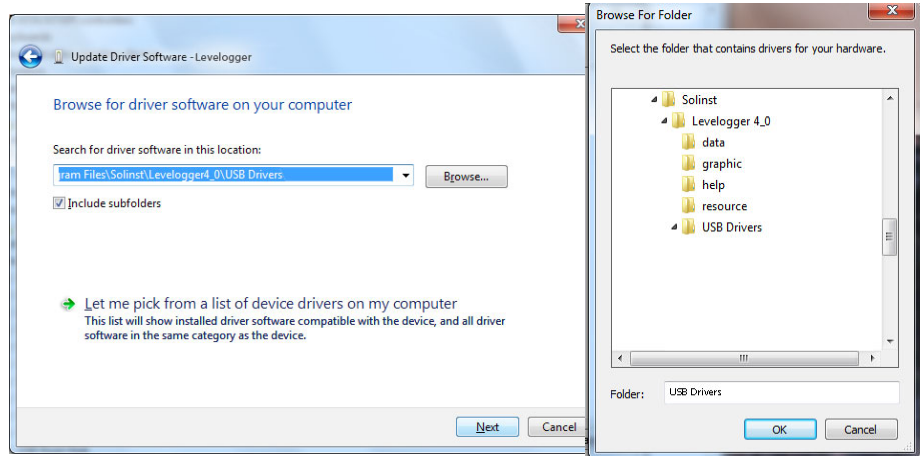 Update Driver Software - Levelogger
Browse for driver software on your computer
Search for driver software in this location:
ram Files\Solinst\Levelogger4_0\USB Drivers
Browse...
Include subfolders
Let me pick from a list of device drivers on my computer
This list will show installed driver software compatible with the device, and all driver
software in the same category as the device.
Next
Cancel
Browse For Folder
Select the folder that contains drivers for your hardware.
Solinst
Levelogger 4_0
data
graphic
help
resource
USB Drivers
Folder:
USB Drivers
OK
Cancel